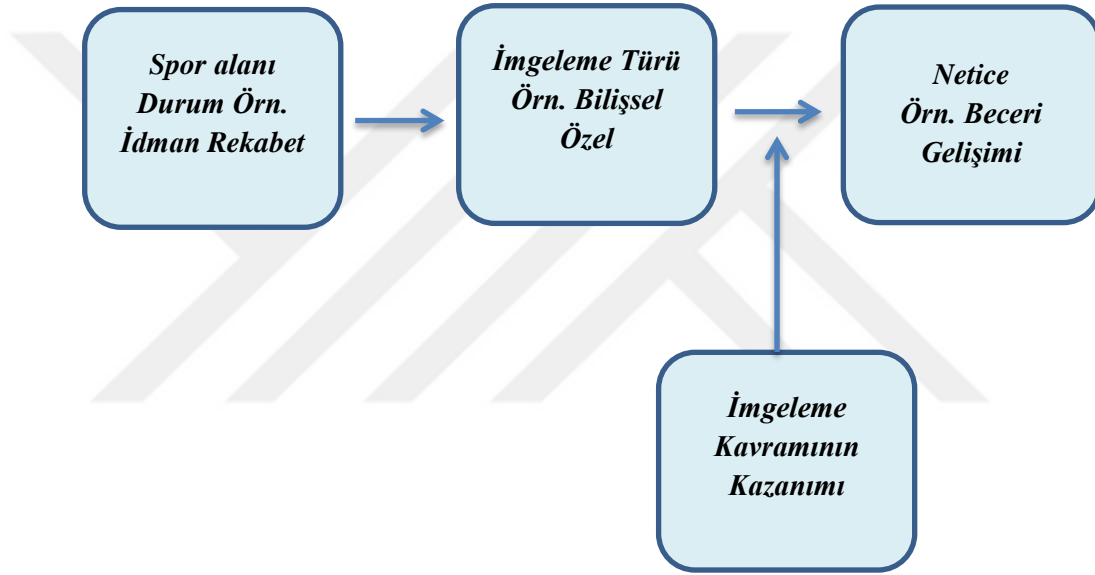 Spor alanı
Durum Örn.
İdman Rekabet
İmgeleme Türü
Örn. Bilişsel
Özel
Netice
Örn. Beceri
Gelişimi
İmgeleme
Kavramının
Kazanımı